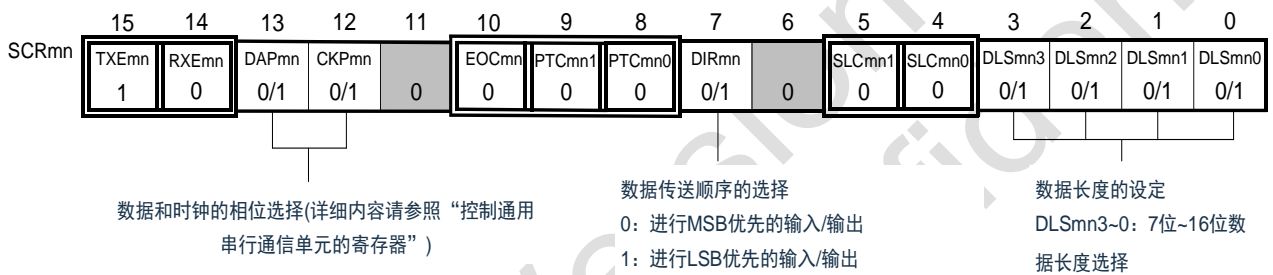 15 14 13 12 11 10 9 8 7 6 5 4 3 2 1 0
SCRmn TXEmn RXEmn DAPmn CKPmn EOCmn PTCmn1 PTCmn0 DIRmn SLCmn1 SLCmn0 DLSmn3 DLSmn2 DLSmn1 DLSmn0
1 0 0/1 0/1 0 0 0 0 0/1 0 0 0 0/1 0/1 0/1 0/1
数据和时钟的相位选择(详细内容请参照“控制通用
串行通信单元的寄存器”)
数据传送顺序的选择
0：进行MSB优先的输入/输出
1：进行LSB优先的输入/输出
数据长度的设定
DLSmn3~0：7位~16位数
据长度选择